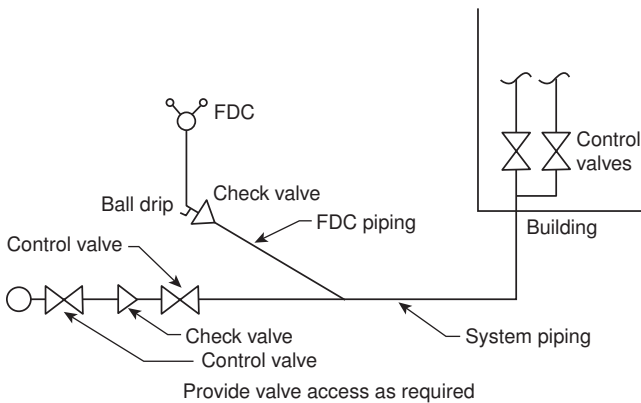 FDC
Control
valves
Check valve
Ball drip
FDC piping
Building
Control valve
System piping
Check valve
Control valve
Provide valve access as required